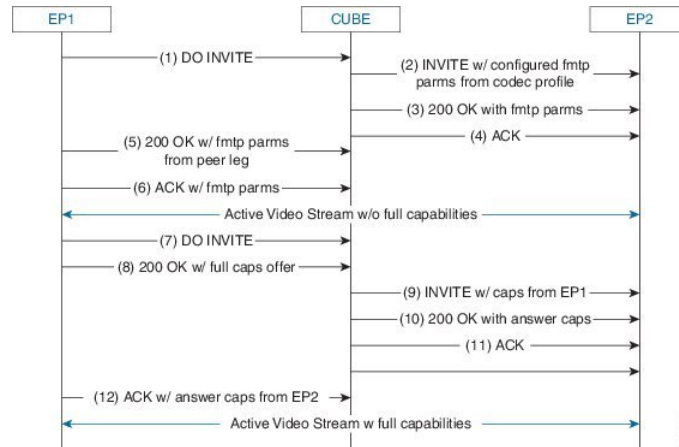 EP1 CUBE EP2
(1) DO INVITE
(2) INVITE w/ configured fmtp
parms from codec profile
(3) 200 OK with fmtp parms
(4) ACK
(5) 200 OK w/ fmtp parms
from peer leg
(6) ACK w/ fmtp parms
Active Video Stream w/o full capabilities
(7) DO INVITE
(8) 200 OK w/ full caps offer
(9) INVITE w/ caps from EP1
(10) 200 OK with answer caps
(11) ACK
(12) ACK w/ answer caps from EP2
Active Video Stream w full capabilities